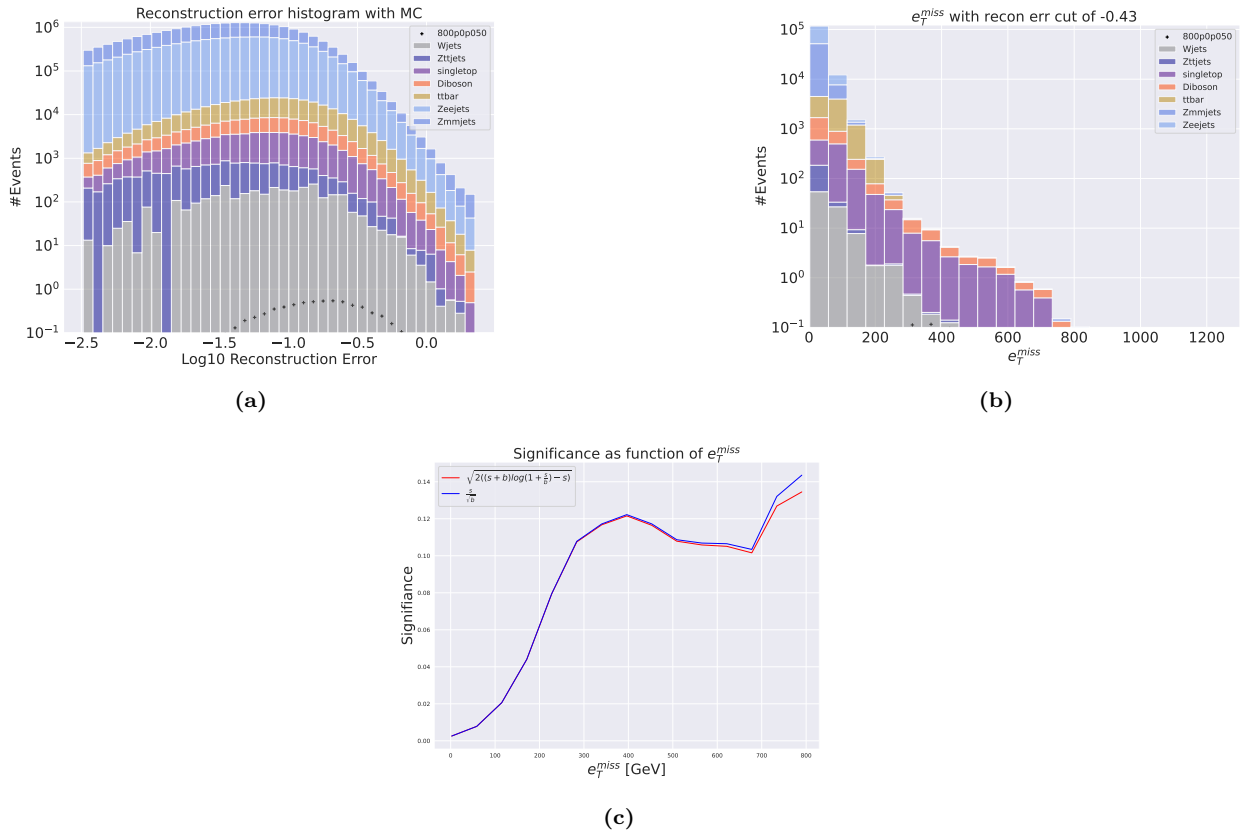 Reconstruction error histogram with MC
10^6
10^5
10^4
10^3
10^2
10^1
10^0
10^−1
#Events
800p0p050
Wjets
Zttjets
singletop
Diboson
ttbar
Zeejets
Zmmjets
−2.5 −2.0 −1.5 −1.0 −0.5 0.0
Log10 Reconstruction Error
(a)
e_T^miss with recon err cut of -0.43
10^5
10^4
10^3
10^2
10^1
10^0
10^−1
#Events
800p0p050
Wjets
Zttjets
singletop
Diboson
ttbar
Zmmjets
Zeejets
0 200 400 600 800 1000 1200
e_T^miss
(b)
Significance as function of e_T^miss
√2((s + b)log(1 + s/b) − s)
s/√b
0.14
0.12
0.10
0.08
0.06
0.04
0.02
0.00
Signifiance
0 100 200 300 400 500 600 700 800
e_T^miss [GeV]
(c)